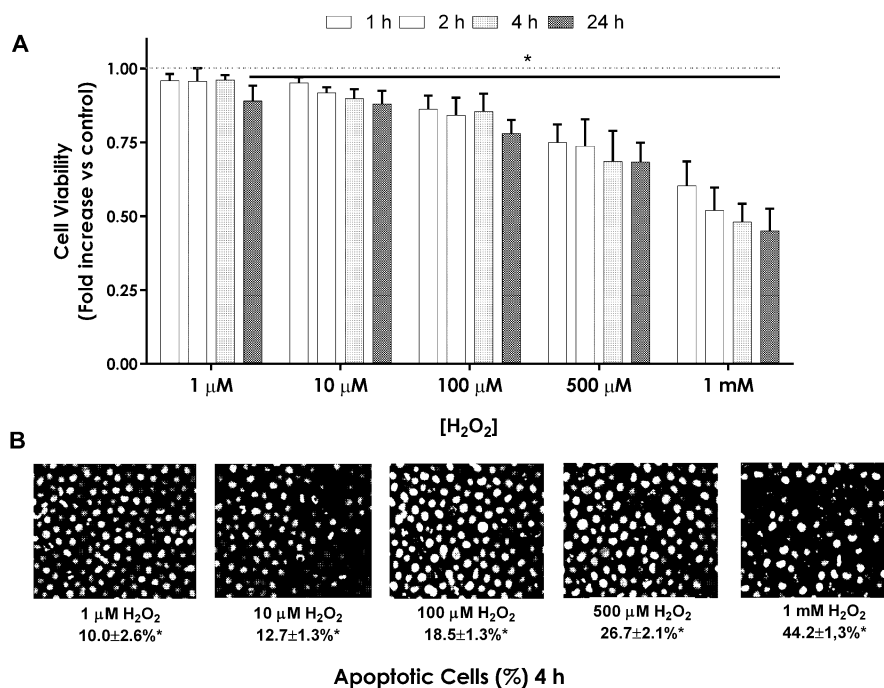 1 h 2 h 4 h 24 h
A
*
1.00
0.75
0.50
0.25
0.00
Cell Viability
(Fold increase vs control)
1 μM 10 μM 100 μM 500 μM 1 mM
[H₂O₂]
B
1 μM H₂O₂ 10 μM H₂O₂ 100 μM H₂O₂ 500 μM H₂O₂ 1 mM H₂O₂
10.0±2.6%* 12.7±1.3%* 18.5±1.3%* 26.7±2.1%* 44.2±1,3%*
Apoptotic Cells (%) 4 h